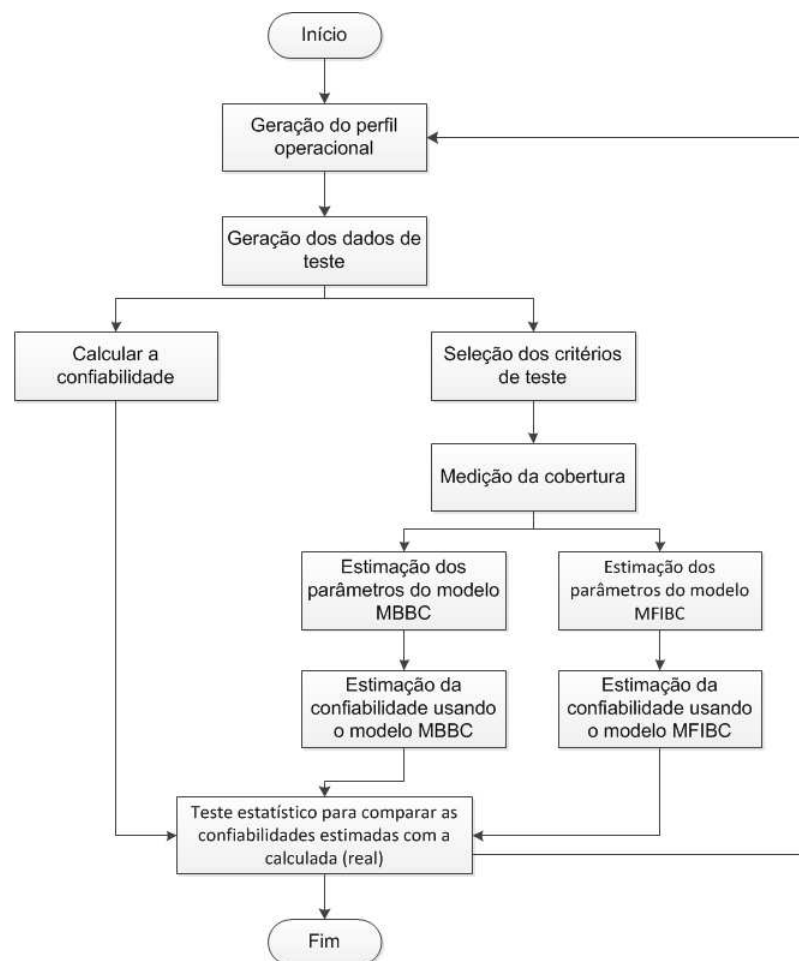 Início
Geração do perfil
operacional
Geração dos dados de
teste
Calcular a
confiabilidade
Seleção dos critérios
de teste
Medição da cobertura
Estimação dos
parâmetros do modelo
MBBC
Estimação dos
parâmetros do modelo
MFIBC
Estimação da
confiabilidade usando
o modelo MBBC
Estimação da
confiabilidade usando
o modelo MFIBC
Teste estatístico para comparar as
confiabilidades estimadas com a
calculada (real)
Fim